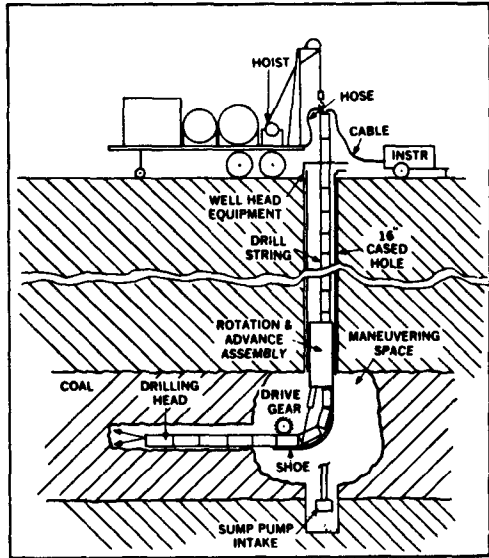 HOIST
HOSE
CABLE
INSTR
WELL HEAD
EQUIPMENT
16"
CASED
HOLE
DRILL
STRING
ROTATION &
ADVANCE
ASSEMBLY
MANEUVERING
SPACE
COAL
DRILLING
HEAD
DRIVE
GEAR
SHOE
SUMP PUMP
INTAKE